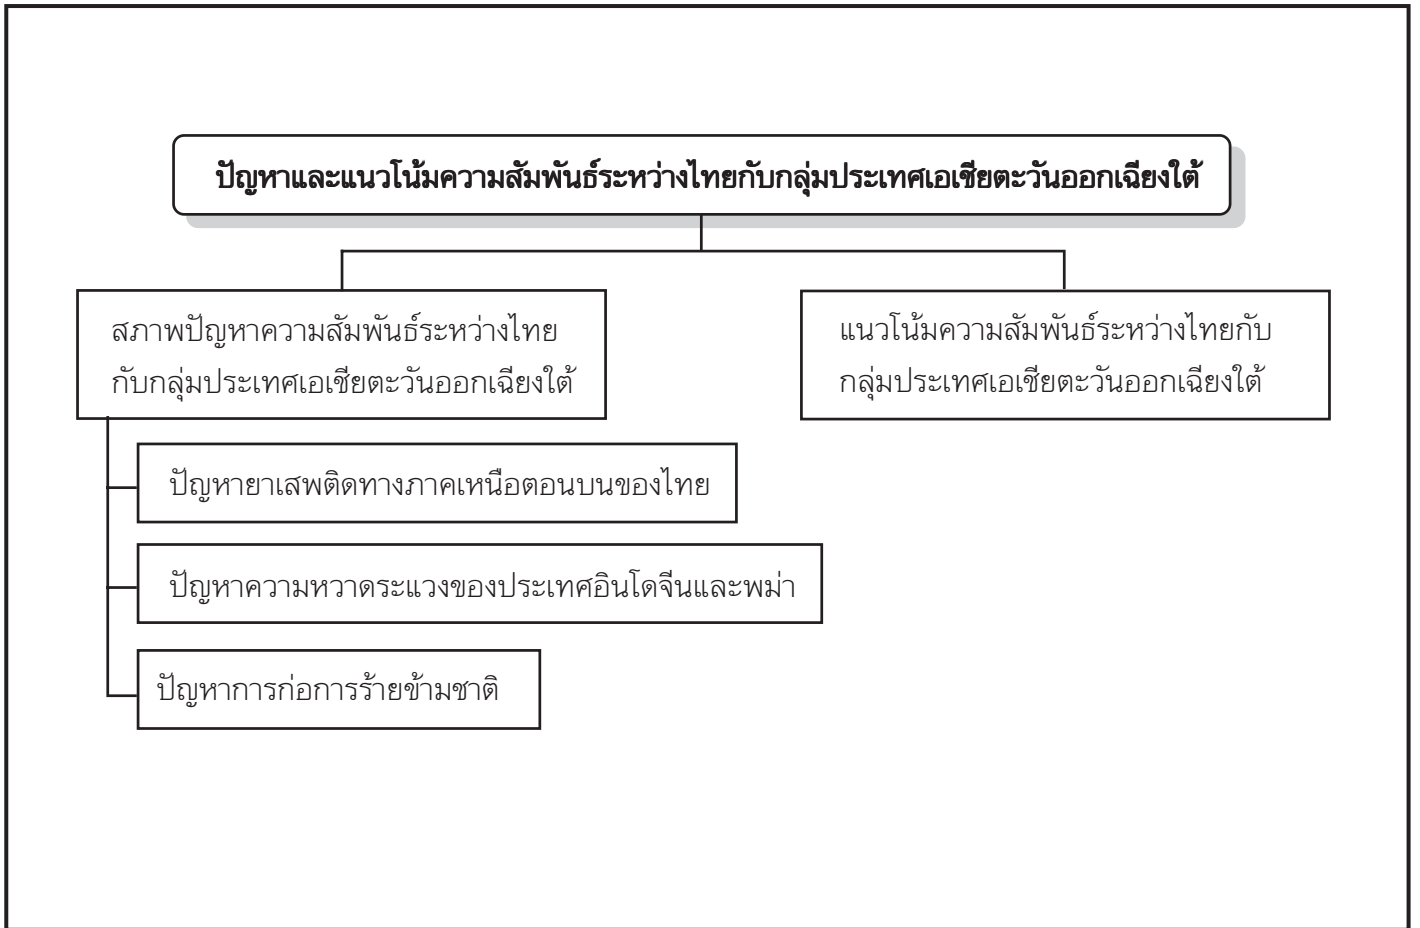 ปัญหาและแนวโน้มความสัมพันธ์ระหว่างไทยกับกลุ่มประเทศเอเชียตะวันออกเฉียงใต้
สภาพปัญหาความสัมพันธ์ระหว่างไทย
กับกลุ่มประเทศเอเชียตะวันออกเฉียงใต้
แนวโน้มความสัมพันธ์ระหว่างไทยกับ
กลุ่มประเทศเอเชียตะวันออกเฉียงใต้
ปัญหายาเสพติดทางภาคเหนือตอนบนของไทย
ปัญหาความหวาดระแวงของประเทศอินโดจีนและพม่า
ปัญหาการก่อการร้ายข้ามชาติ